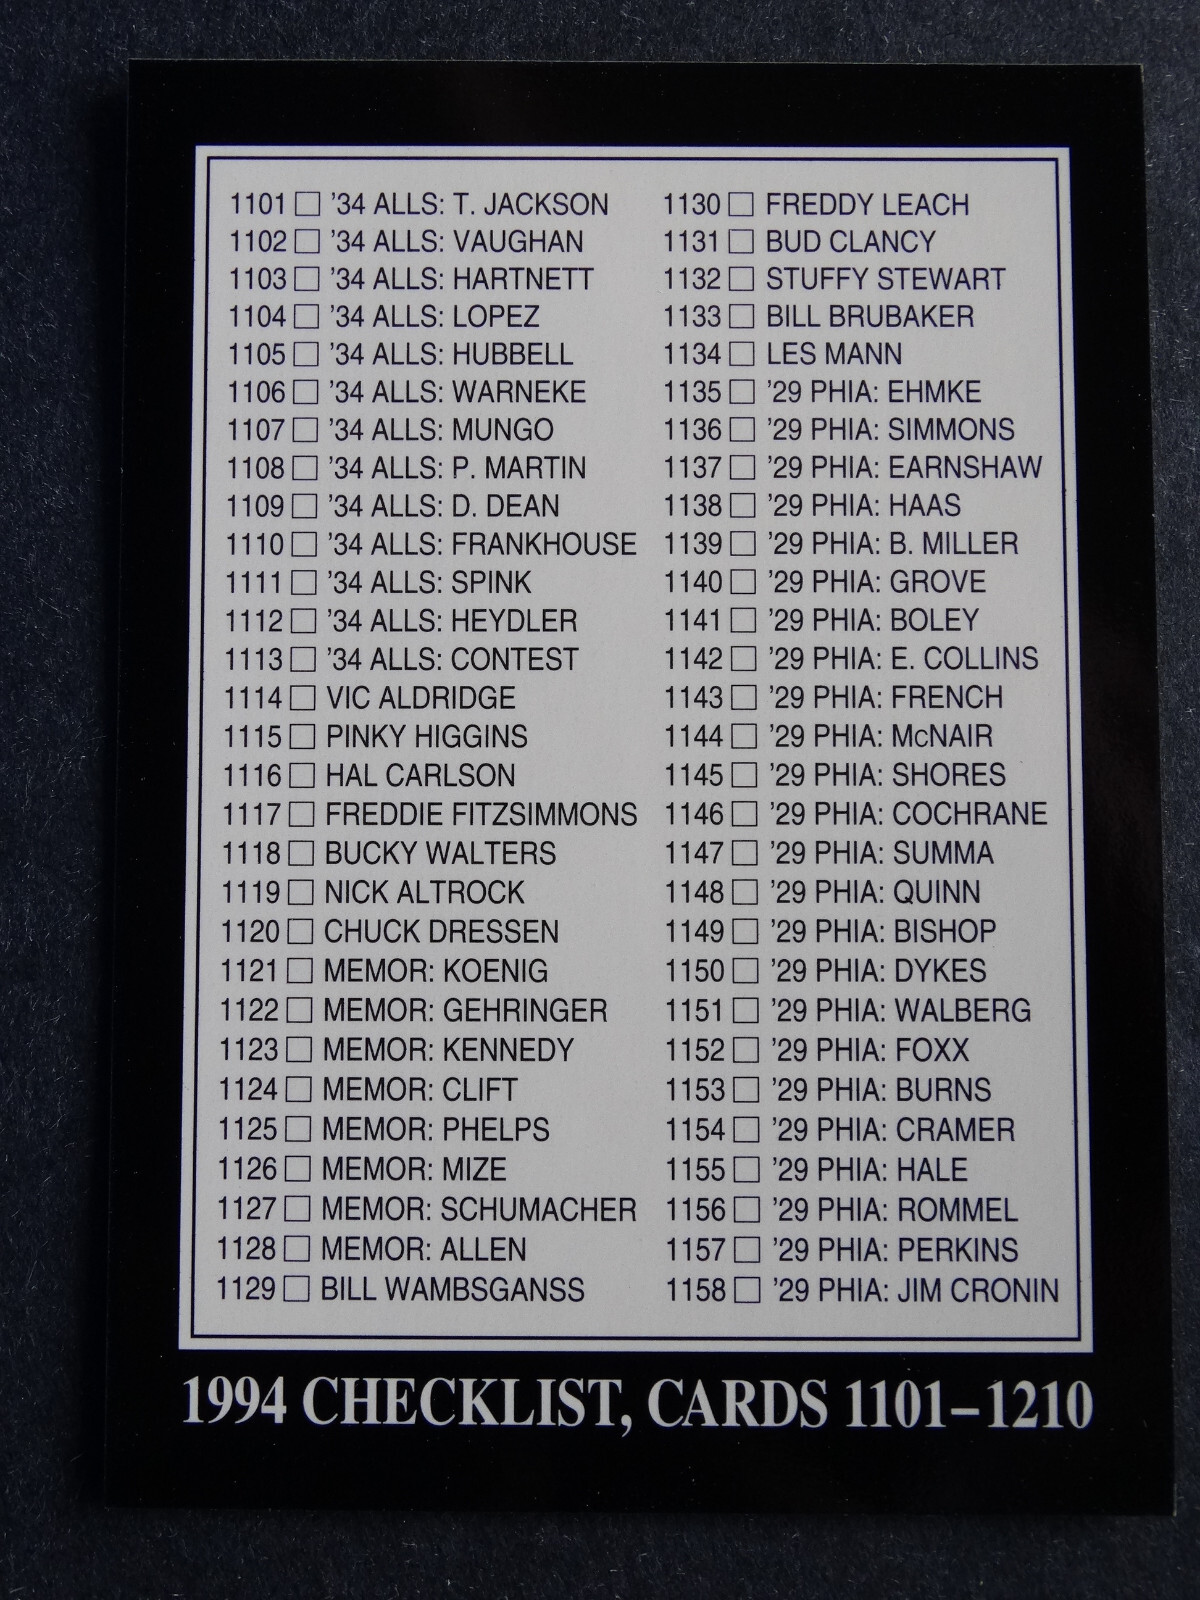 1101 ☐ '34 ALLS: T. JACKSON
1102 ☐ '34 ALLS: VAUGHAN
1103 ☐ '34 ALLS: HARTNETT
1104 ☐ '34 ALLS: LOPEZ
1105 ☐ '34 ALLS: HUBBELL
1106 ☐ '34 ALLS: WARNEKE
1107 ☐ '34 ALLS: MUNGO
1108 ☐ '34 ALLS: P. MARTIN
1109 ☐ '34 ALLS: D. DEAN
1110 ☐ '34 ALLS: FRANKHOUSE
1111 ☐ '34 ALLS: SPINK
1112 ☐ '34 ALLS: HEYDLER
1113 ☐ '34 ALLS: CONTEST
1114 ☐ VIC ALDRIDGE
1115 ☐ PINKY HIGGINS
1116 ☐ HAL CARLSON
1117 ☐ FREDDIE FITZSIMMONS
1118 ☐ BUCKY WALTERS
1119 ☐ NICK ALTROCK
1120 ☐ CHUCK DRESSEN
1121 ☐ MEMOR: KOENIG
1122 ☐ MEMOR: GEHRINGER
1123 ☐ MEMOR: KENNEDY
1124 ☐ MEMOR: CLIFT
1125 ☐ MEMOR: PHELPS
1126 ☐ MEMOR: MIZE
1127 ☐ MEMOR: SCHUMACHER
1128 ☐ MEMOR: ALLEN
1129 ☐ BILL WAMBSGANSS
1130 ☐ FREDDY LEACH
1131 ☐ BUD CLANCY
1132 ☐ STUFFY STEWART
1133 ☐ BILL BRUBAKER
1134 ☐ LES MANN
1135 ☐ '29 PHIA: EHMKE
1136 ☐ '29 PHIA: SIMMONS
1137 ☐ '29 PHIA: EARNSHAW
1138 ☐ '29 PHIA: HAAS
1139 ☐ '29 PHIA: B. MILLER
1140 ☐ '29 PHIA: GROVE
1141 ☐ '29 PHIA: BOLEY
1142 ☐ '29 PHIA: E. COLLINS
1143 ☐ '29 PHIA: FRENCH
1144 ☐ '29 PHIA: McNAIR
1145 ☐ '29 PHIA: SHORES
1146 ☐ '29 PHIA: COCHRANE
1147 ☐ '29 PHIA: SUMMA
1148 ☐ '29 PHIA: QUINN
1149 ☐ '29 PHIA: BISHOP
1150 ☐ '29 PHIA: DYKES
1151 ☐ '29 PHIA: WALBERG
1152 ☐ '29 PHIA: FOXX
1153 ☐ '29 PHIA: BURNS
1154 ☐ '29 PHIA: CRAMER
1155 ☐ '29 PHIA: HALE
1156 ☐ '29 PHIA: ROMMEL
1157 ☐ '29 PHIA: PERKINS
1158 ☐ '29 PHIA: JIM CRONIN
1994 CHECKLIST, CARDS 1101–1210